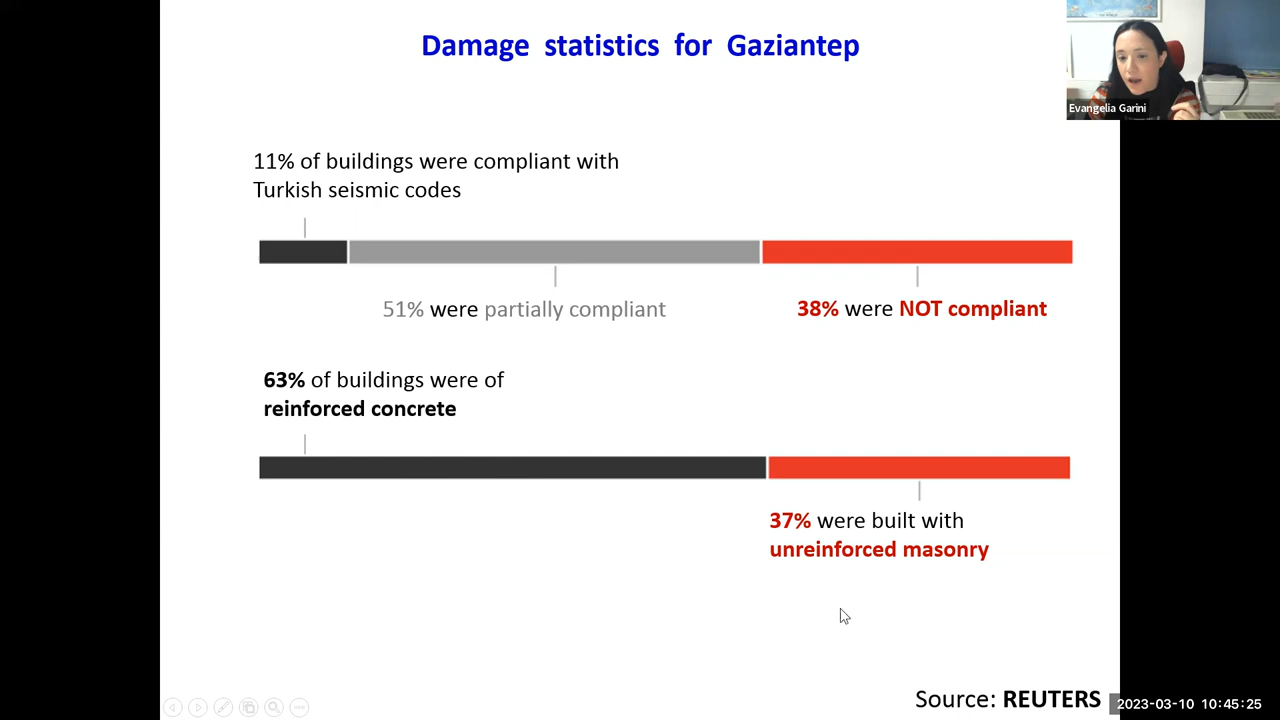 Damage statistics for Gaziantep
Evangelia Garini
11% of buildings were compliant with
Turkish seismic codes
51% were partially compliant
38% were NOT compliant
63% of buildings were of
reinforced concrete
37% were built with
unreinforced masonry
Source: REUTERS
2023-03-10 10:45:25